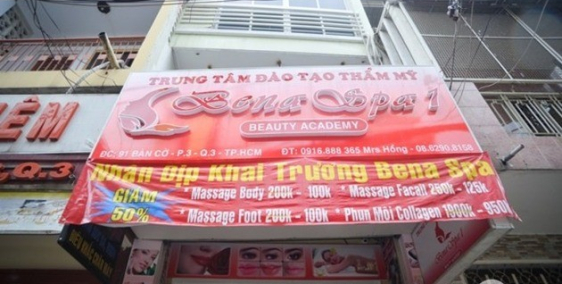 TRUNG TÂM ĐÀO TẠO THẨM MỸ
Bena Spa 1
BEAUTY ACADEMY
ĐC: 91 BÀN CỜ - P.3 - Q.3 - TP.HCM ĐT: 0916.888 365 Mrs Hồng - 08.6290.8158
Nhân Dịp Khai Trương Bena Spa
GIẢM 50%
* Massage Body 200k - 100k * Massage Facail 260k - 125k
* Massage Foot 200k - 100k * Phun Môi Collagen 1900k - 950k
ÊM
Q.3